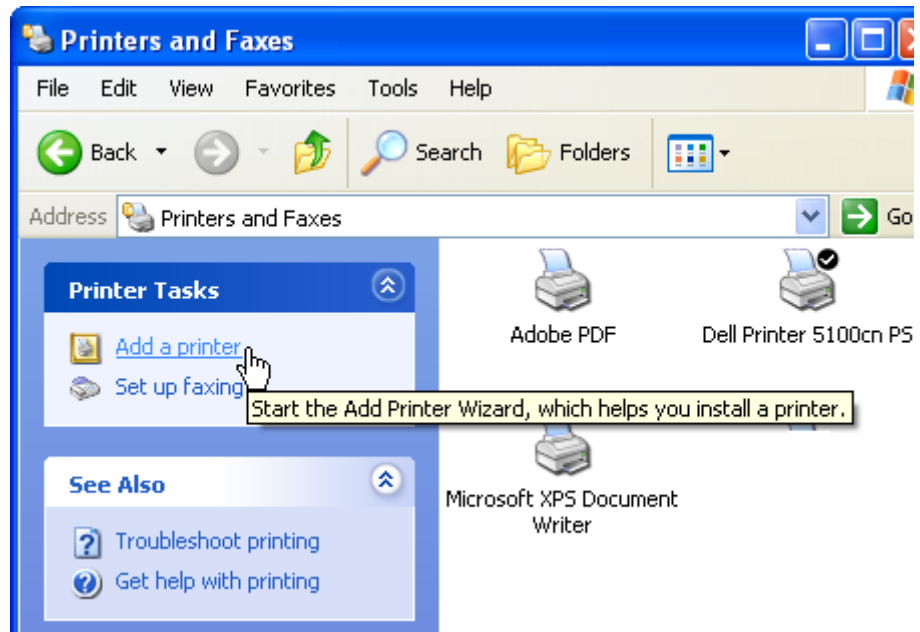 Printers and Faxes
File Edit View Favorites Tools Help
Back Search Folders
Address Printers and Faxes Go
Printer Tasks
Add a printer
Set up faxing
Start the Add Printer Wizard, which helps you install a printer.
See Also
Troubleshoot printing
Get help with printing
Adobe PDF
Dell Printer 5100cn PS
Microsoft XPS Document
Writer